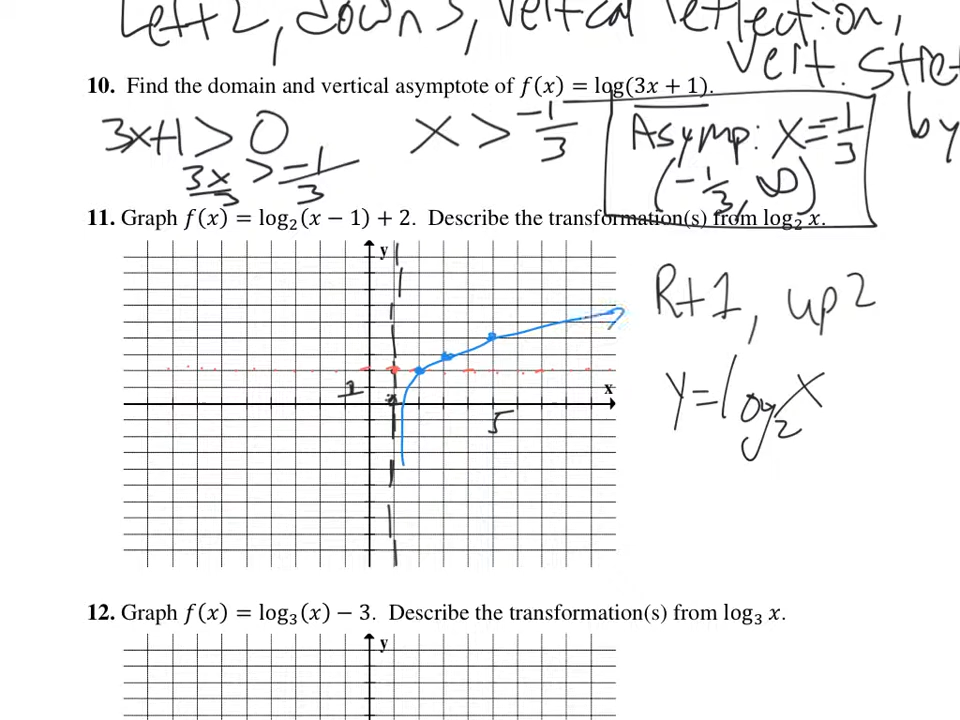 Left 2, down 3, vertical reflection,
vert. stre
10. Find the domain and vertical asymptote of f(x) = log(3x + 1).
by
3x+1 > 0 x > -1/3 Asymp: x = -1/3
3x/3 > -1/3 (-1/3, ∞)
11. Graph f(x) = log₂(x − 1) + 2. Describe the transformation(s) from log₂ x.
y
R+1, up 2
1 x
y = log₂ x
5
12. Graph f(x) = log₃(x) − 3. Describe the transformation(s) from log₃ x.
y